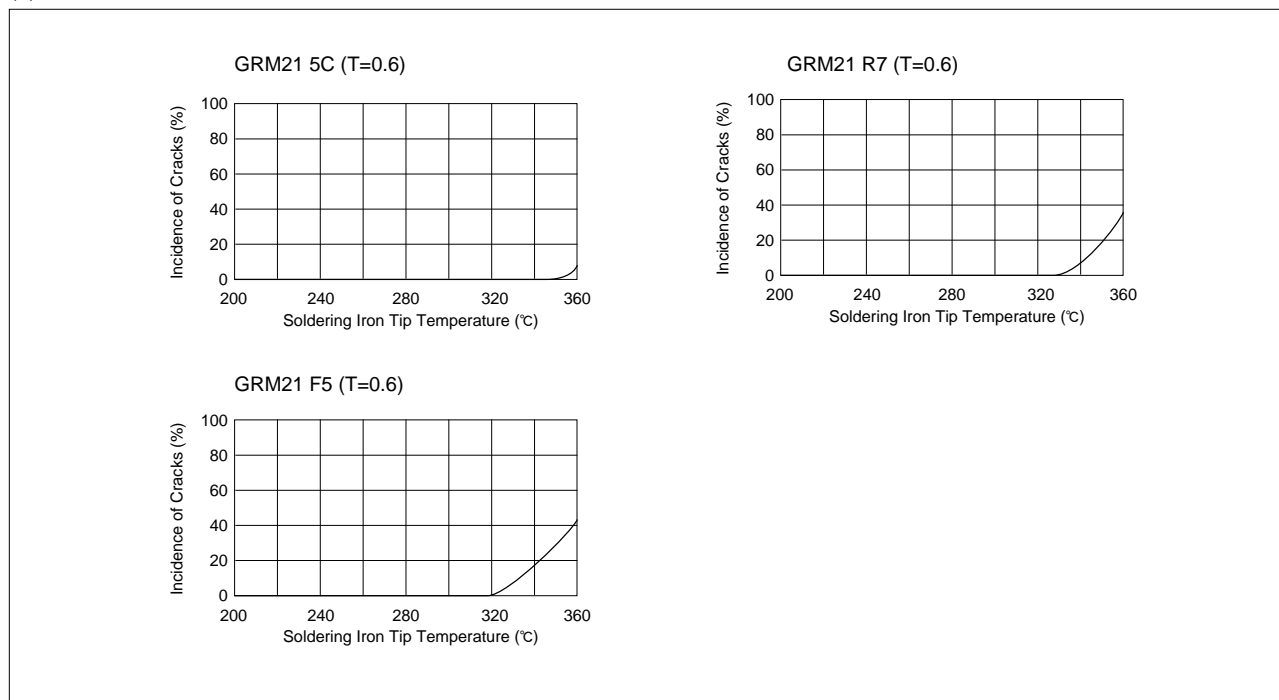 GRM21 5C (T=0.6)
Incidence of Cracks (%)
100
80
60
40
20
0
200 240 280 320 360
Soldering Iron Tip Temperature (℃)
GRM21 R7 (T=0.6)
Incidence of Cracks (%)
100
80
60
40
20
0
200 240 280 320 360
Soldering Iron Tip Temperature (℃)
GRM21 F5 (T=0.6)
Incidence of Cracks (%)
100
80
60
40
20
0
200 240 280 320 360
Soldering Iron Tip Temperature (℃)